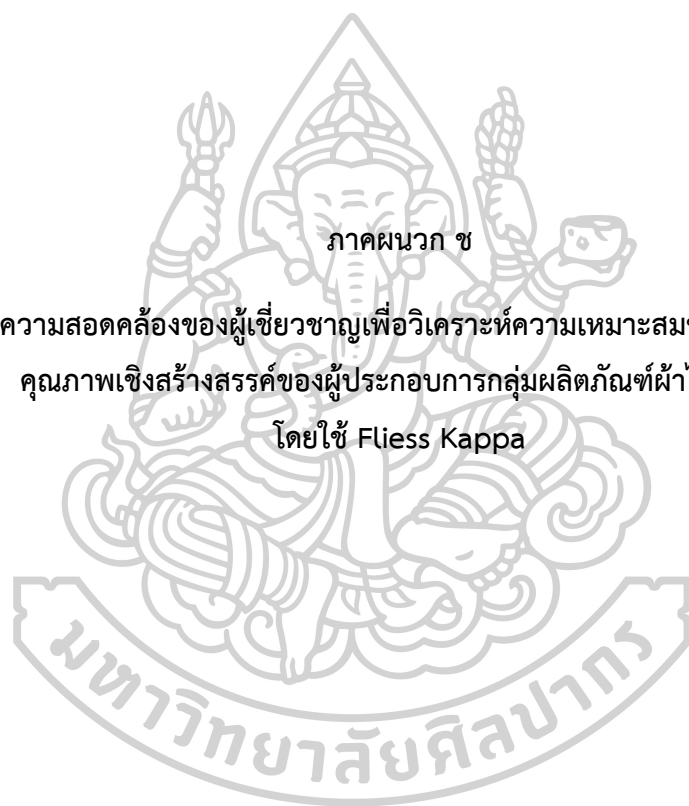 ภาคผนวก ช
ความสอดคล้องของผู้เชี่ยวชาญเพื่อวิเคราะห์ความเหมาะสม
คุณภาพเชิงสร้างสรรค์ของผู้ประกอบการกลุ่มผลิตภัณฑ์ผ้า
โดยใช้ Fliess Kappa
มหาวิทยาลัยศิลปากร